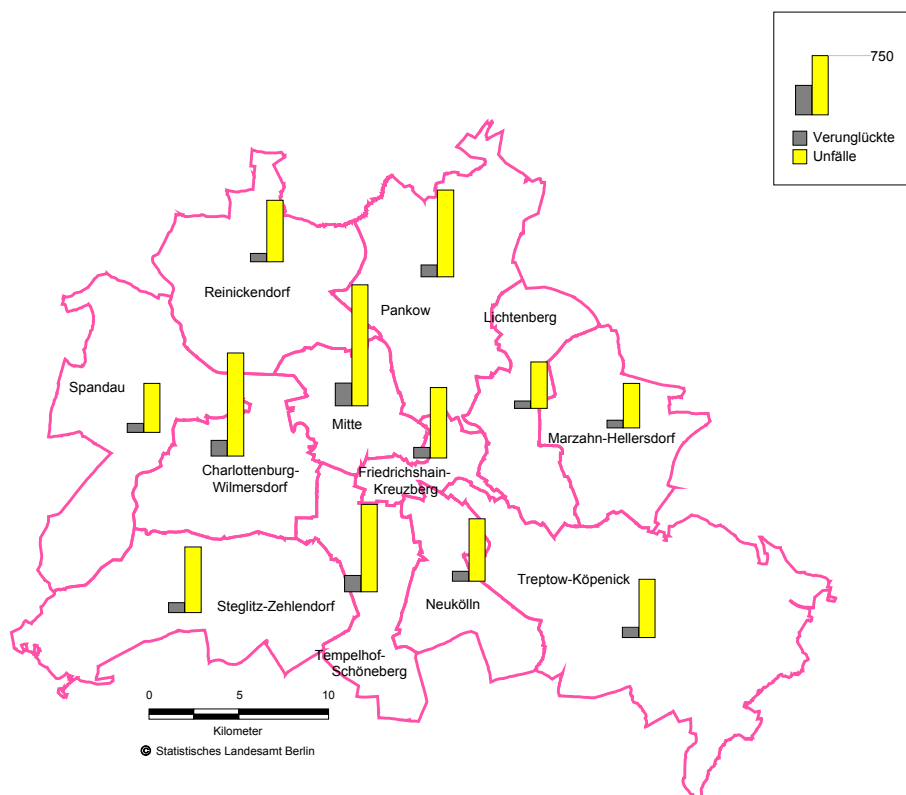 750
Verunglückte
Unfälle
Reinickendorf
Pankow
Lichtenberg
Spandau
Mitte
Marzahn-Hellersdorf
Charlottenburg-
Wilmersdorf
Friedrichshain-
Kreuzberg
Steglitz-Zehlendorf
Neukölln
Treptow-Köpenick
Tempelhof-
Schöneberg
0 5 10
Kilometer
© Statistisches Landesamt Berlin